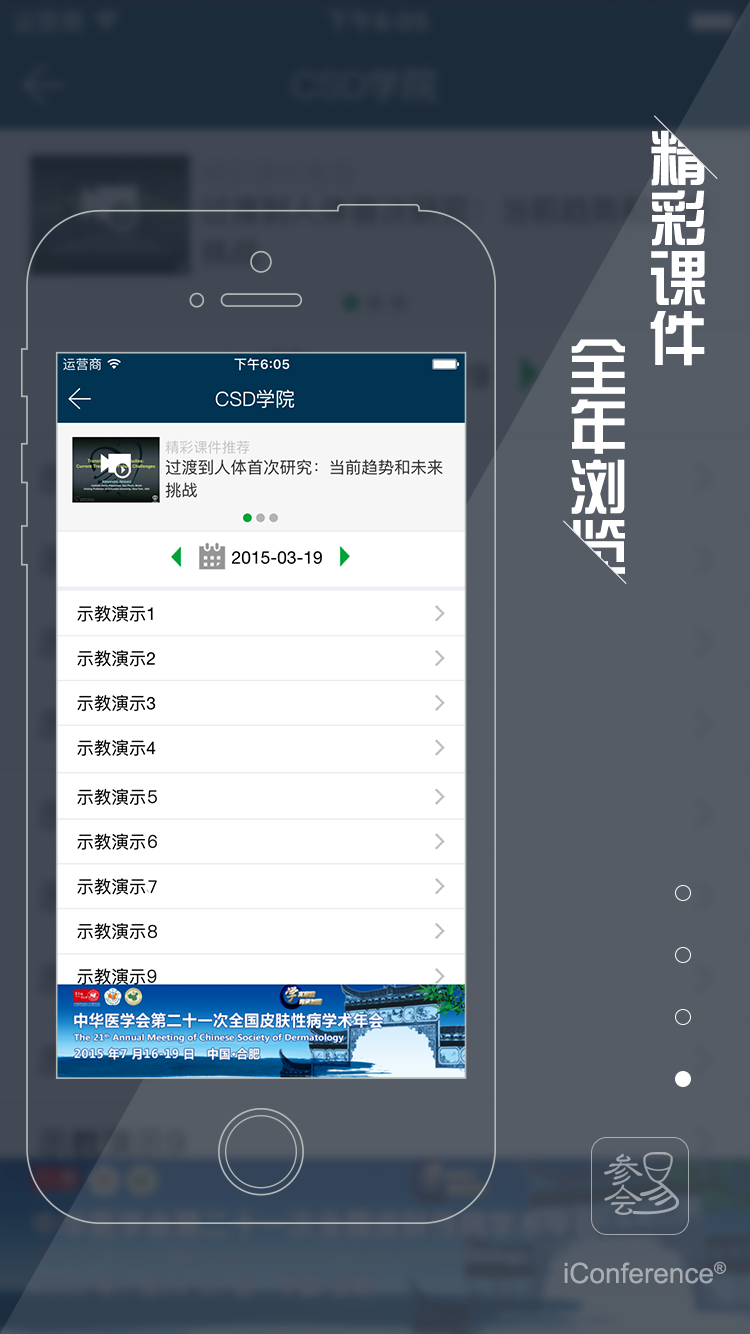 精彩课件
全年浏览
运营商
下午6:05
CSD学院
精彩课件推荐
过渡到人体首次研究：当前趋势和未来
挑战
2015-03-19
示教演示1
示教演示2
示教演示3
示教演示4
示教演示5
示教演示6
示教演示7
示教演示8
示教演示9
中华医学会第二十一次全国皮肤性病学术年会
The 21st Annual Meeting of Chinese Society of Dermatology
2015 年7 月16-19 日 中国·合肥
参会易
iConference®